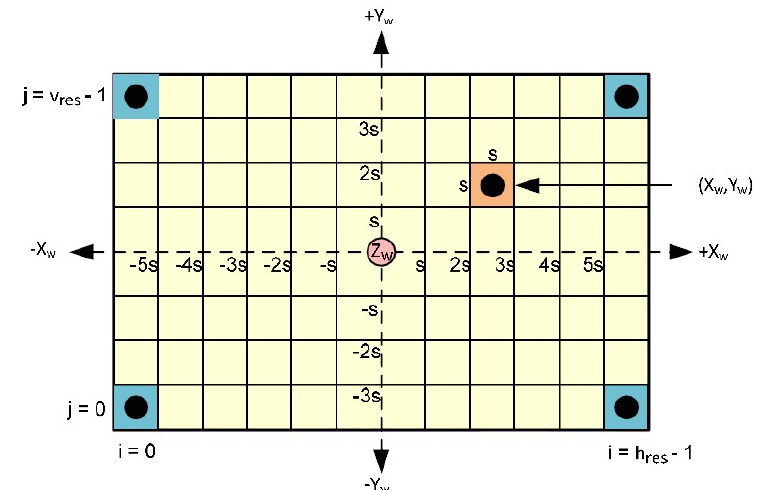 +Yw
j = vres - 1
3s
s
2s
s
(Xw,Yw)
s
-Xw
Zw
+Xw
-5s -4s -3s -2s -s s 2s 3s 4s 5s
-s
-2s
-3s
j = 0
i = 0
i = hres - 1
-Yw